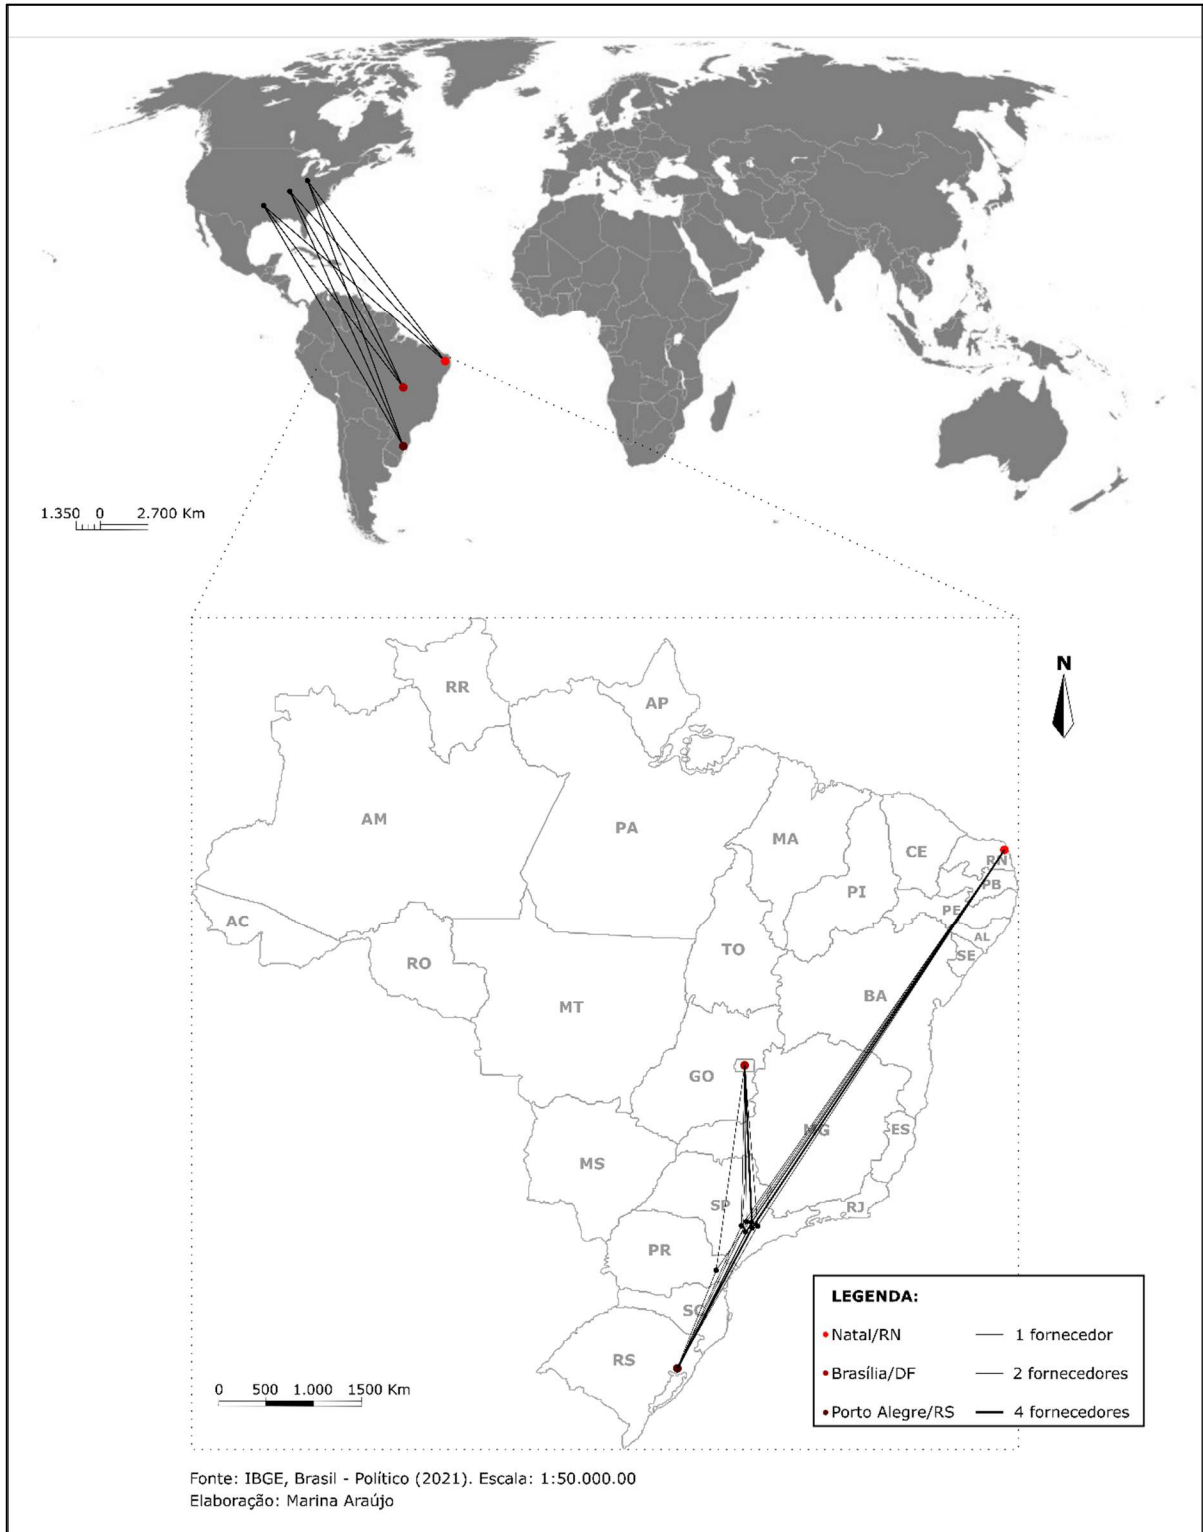 1.350 0 2.700 Km
N
RR
AP
AM
PA
MA
CE
RN
PB
PI
PE
AC
AL
TO
SE
RO
BA
MT
GO
MG
ES
MS
SP
RJ
PR
SC
RS
LEGENDA:
Natal/RN 1 fornecedor
Brasília/DF 2 fornecedores
Porto Alegre/RS 4 fornecedores
0 500 1.000 1500 Km
Fonte: IBGE, Brasil - Político (2021). Escala: 1:50.000.00
Elaboração: Marina Araújo